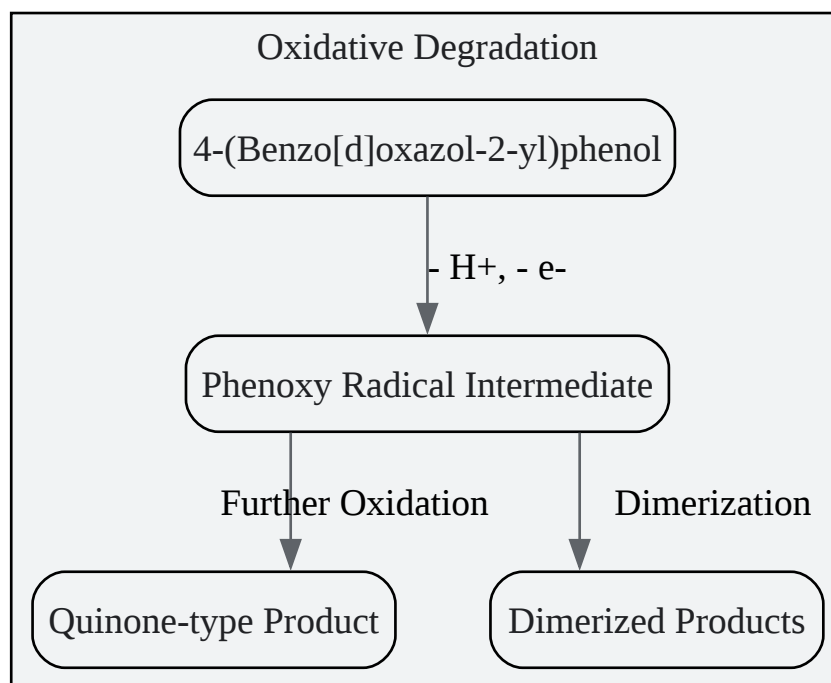 Oxidative Degradation
4-(Benzo[d]oxazol-2-yl)phenol
- H+, - e-
Phenoxy Radical Intermediate
Further Oxidation
Dimerization
Quinone-type Product
Dimerized Products